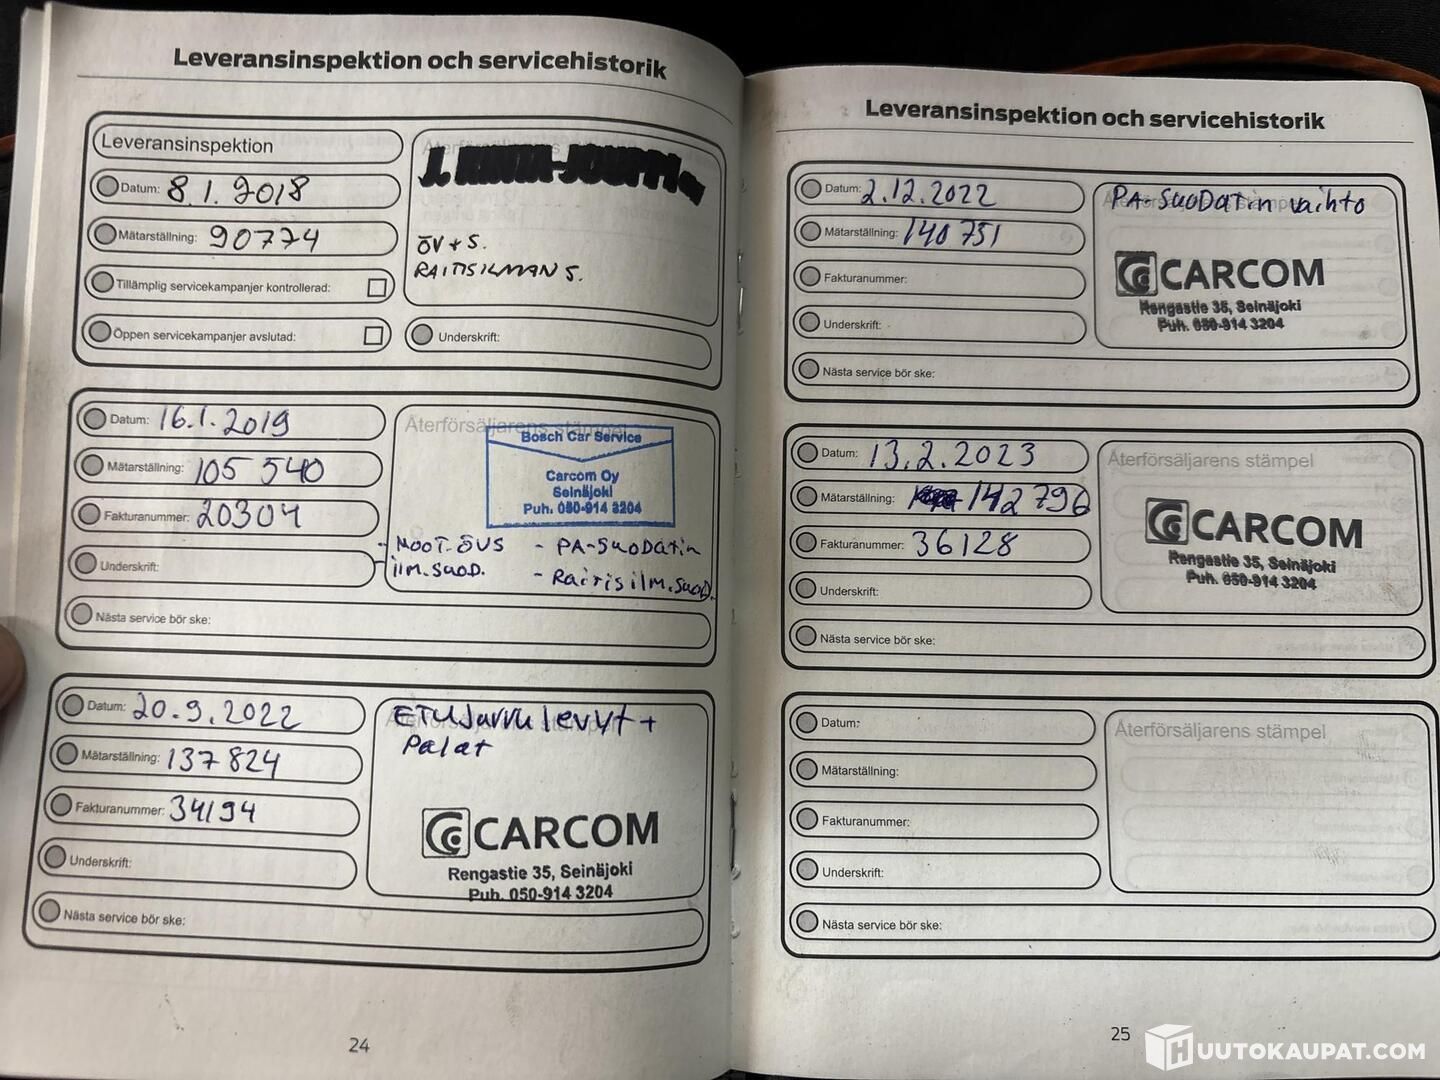 Leveransinspektion och servicehistorik
Leveransinspektion
Datum: 8.1.2018
Mätarställning: 90774
Tillämplig servicekampanjer kontrollerad:
Öppen servicekampanjer avslutad:
ÖV + S.
RAITISILMAN S.
Underskrift:
Datum: 16.1.2019
Mätarställning: 105 540
Fakturanummer: 20304
Underskrift:
Nästa service bör ske:
Återförsäljarens stämpel
Bosch Car Service
Carcom Oy
Seinäjoki
Puh. 050-914 3204
- MOOT.ÖVS - PA-SUODATIN
- ILM.SUOD. - Raitisilm.SUOD.
Datum: 20.9.2022
Mätarställning: 137 824
Fakturanummer: 34194
Underskrift:
Nästa service bör ske:
ETUJarrulevyt +
Palat
CARCOM
Rengastie 35, Seinäjoki
Puh. 050-914 3204
24
Leveransinspektion och servicehistorik
Datum: 2.12.2022
Mätarställning: 140 751
Fakturanummer:
Underskrift:
Nästa service bör ske:
PA-SUODATin vaihto
CARCOM
Rengastie 35, Seinäjoki
Puh. 050-914 3204
Datum: 13.2.2023
Mätarställning: 142 796
Fakturanummer: 36128
Underskrift:
Nästa service bör ske:
Återförsäljarens stämpel
CARCOM
Rengastie 35, Seinäjoki
Puh. 050-914 3204
Datum:
Mätarställning:
Fakturanummer:
Underskrift:
Nästa service bör ske:
Återförsäljarens stämpel
25
HUUTOKAUPAT.COM